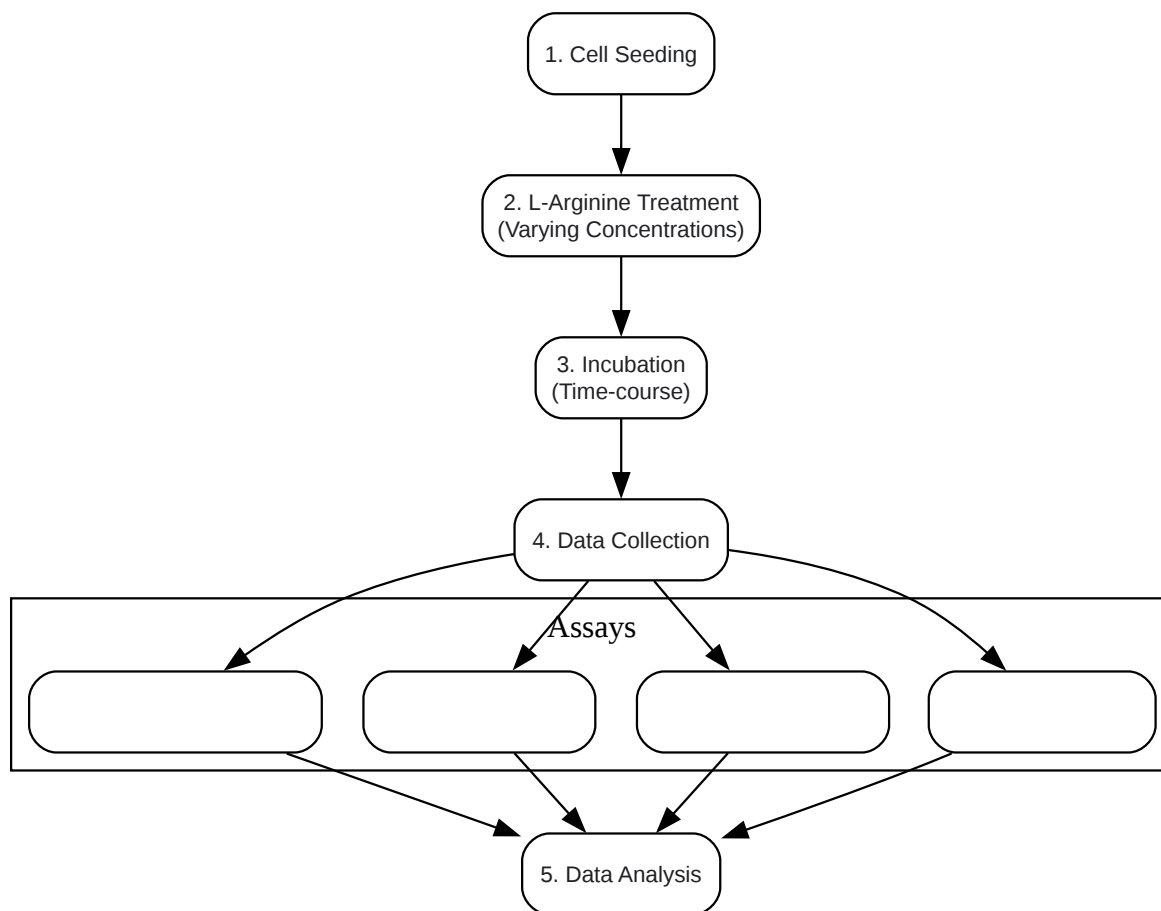 1. Cell Seeding
2. L-Arginine Treatment
(Varying Concentrations)
3. Incubation
(Time-course)
4. Data Collection
Assays
5. Data Analysis